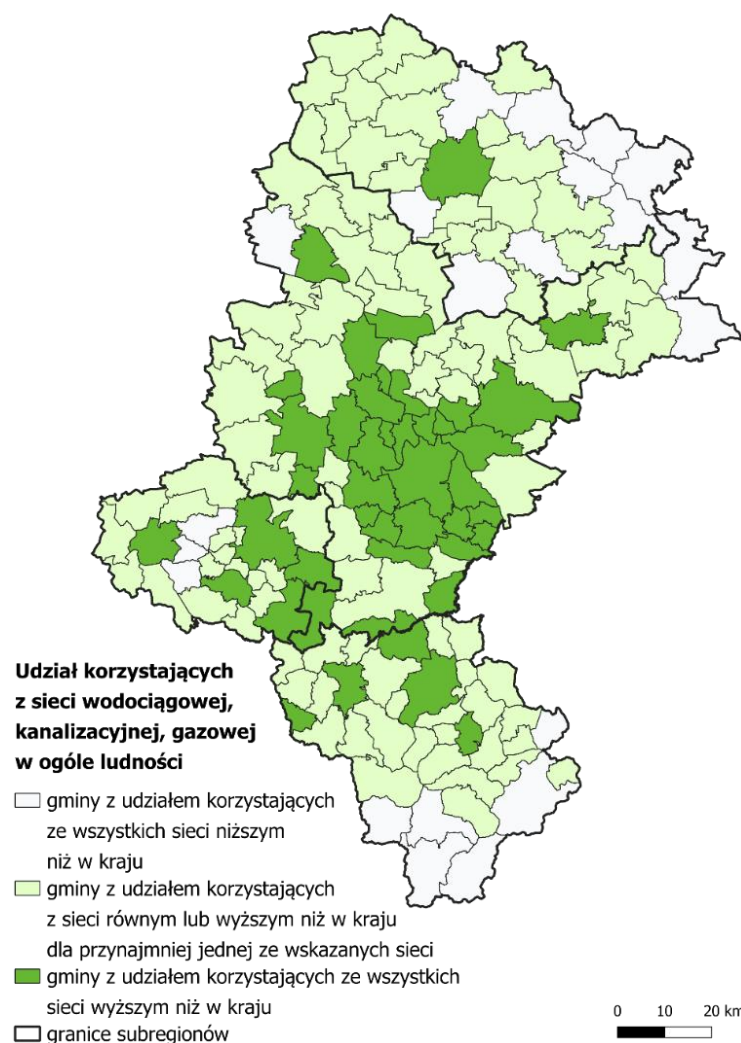 Udział korzystających
z sieci wodociągowej,
kanalizacyjnej, gazowej
w ogóle ludności
gminy z udziałem korzystających
ze wszystkich sieci niższym
niż w kraju
gminy z udziałem korzystających
z sieci równym lub wyższym niż w kraju
dla przynajmniej jednej ze wskazanych sieci
gminy z udziałem korzystających ze wszystkich
sieci wyższym niż w kraju
granice subregionów
0 10 20 km